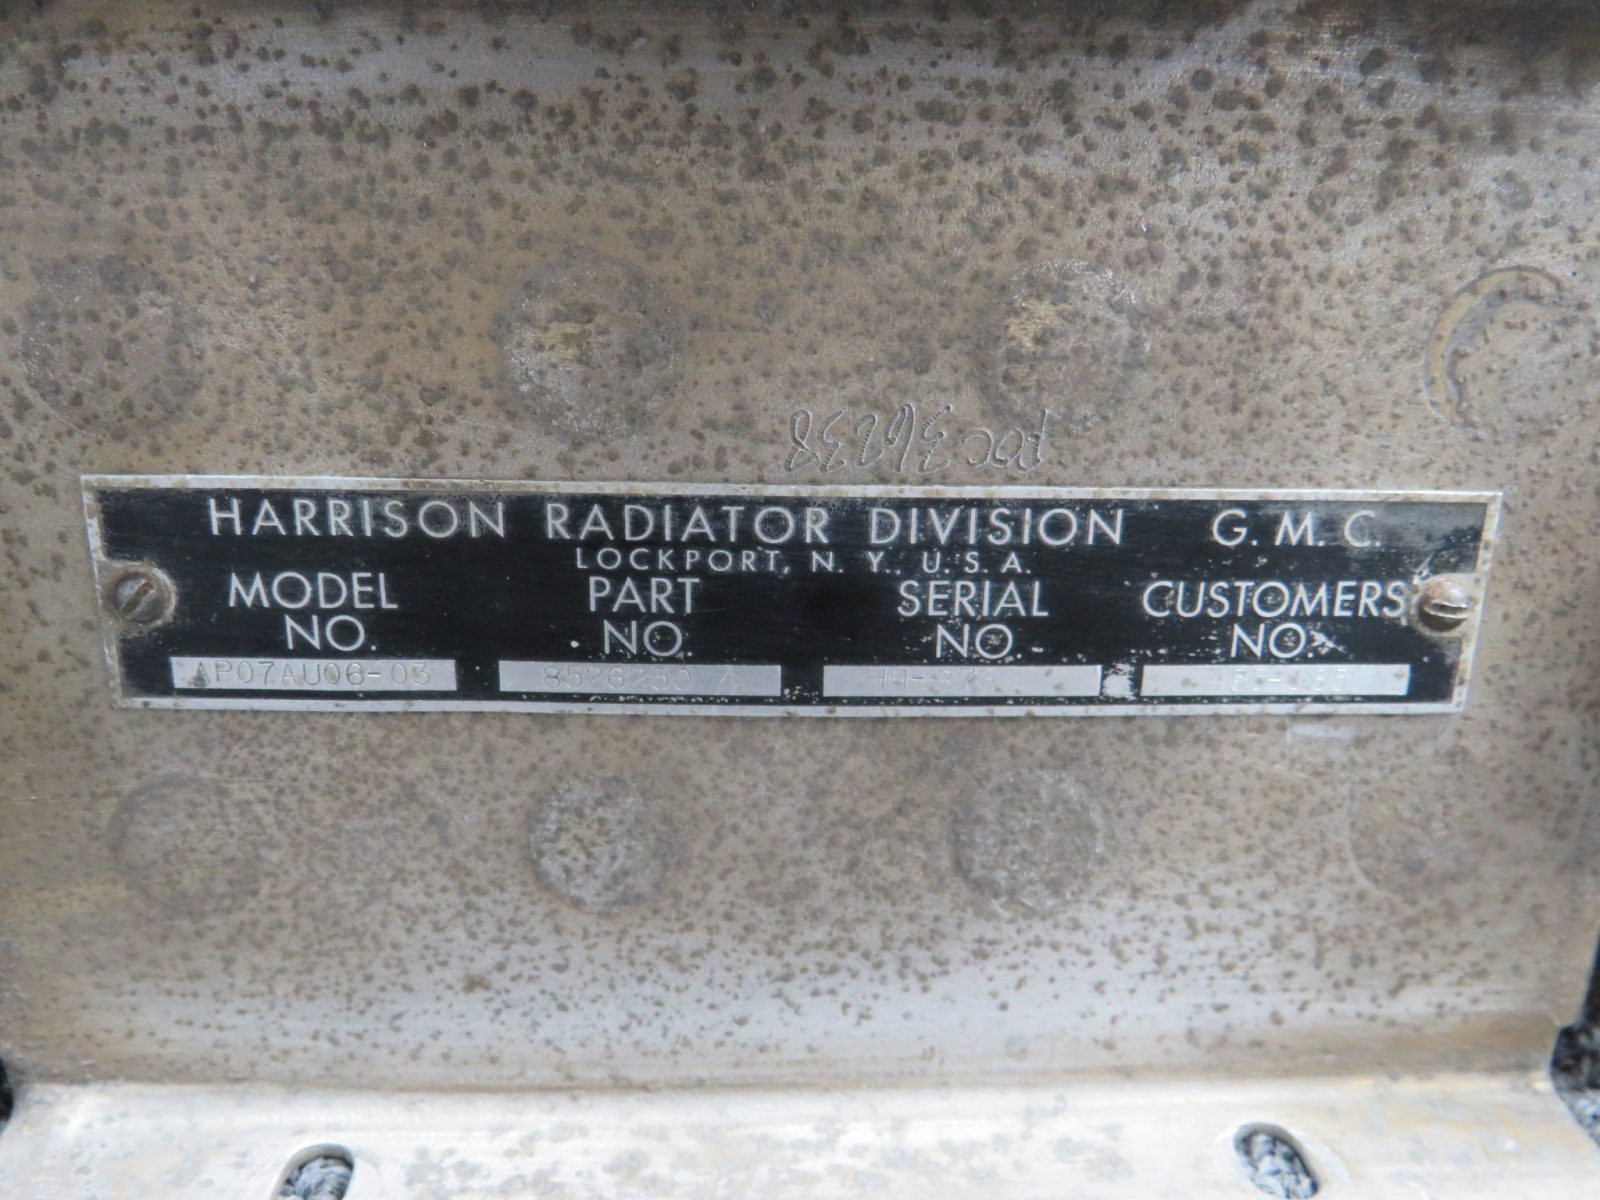 HARRISON RADIATOR DIVISION G. M. C.
LOCKPORT, N. Y., U. S. A.
MODEL NO. PART NO. SERIAL NO. CUSTOMERS NO.
AP07AU06-03 8526250